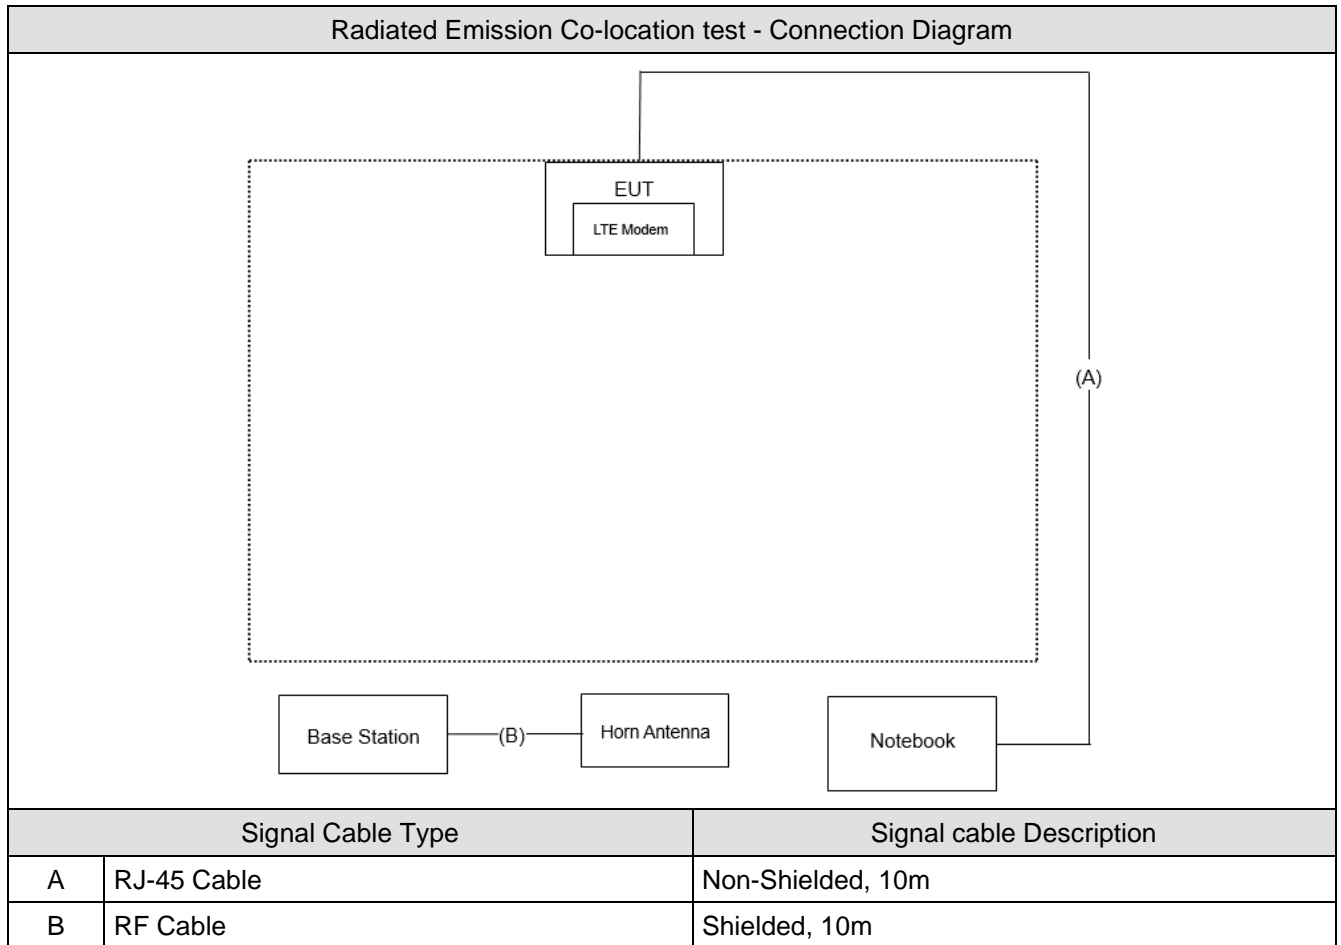 Radiated Emission Co-location test - Connection Diagram
EUT
LTE Modem
(A)
Base Station
(B)
Horn Antenna
Notebook
Signal Cable Type
Signal cable Description
A
RJ-45 Cable
Non-Shielded, 10m
B
RF Cable
Shielded, 10m